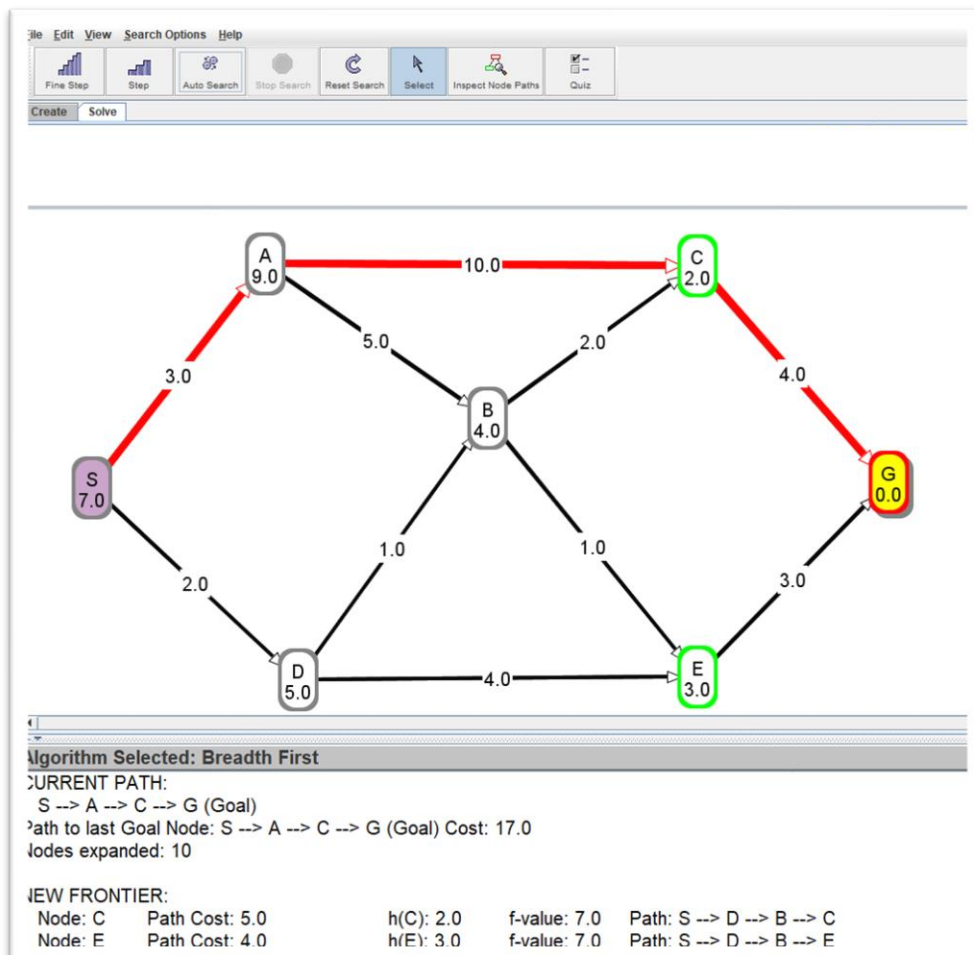 ile Edit View Search Options Help
Fine Step Step Auto Search Stop Search Reset Search Select Inspect Node Paths Quiz
Create Solve
A
9.0
10.0
C
2.0
5.0
2.0
3.0
4.0
B
4.0
S
7.0
G
0.0
1.0
1.0
2.0
3.0
D
5.0
4.0
E
3.0
Algorithm Selected: Breadth First
CURRENT PATH:
S --> A --> C --> G (Goal)
Path to last Goal Node: S --> A --> C --> G (Goal) Cost: 17.0
Nodes expanded: 10
NEW FRONTIER:
Node: C Path Cost: 5.0 h(C): 2.0 f-value: 7.0 Path: S --> D --> B --> C
Node: E Path Cost: 4.0 h(E): 3.0 f-value: 7.0 Path: S --> D --> B --> E